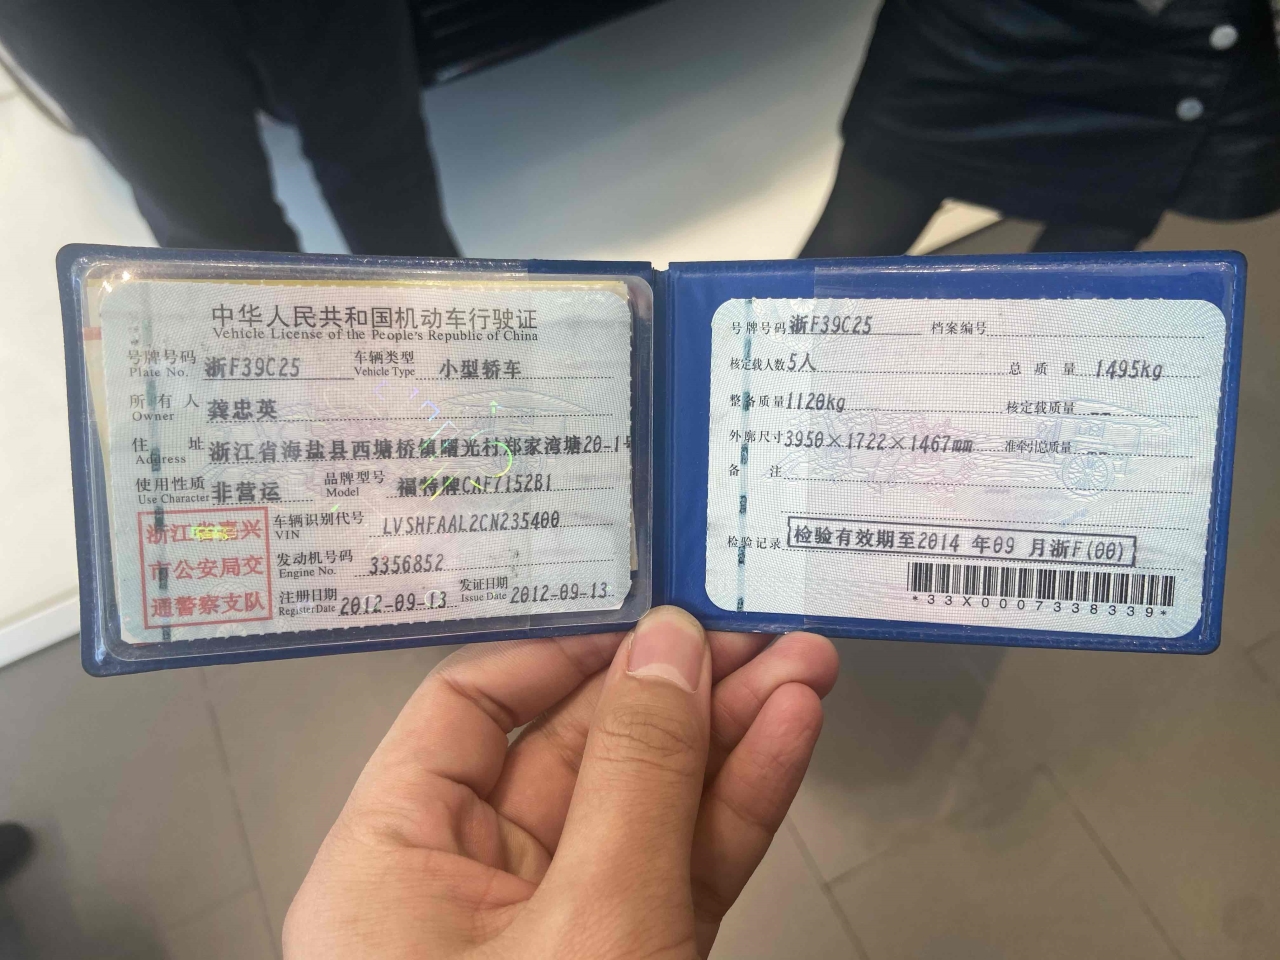 中华人民共和国机动车行驶证
Vehicle License of the People's Republic of China
号牌号码 浙F39C25 车辆类型 小型轿车
Plate No. Vehicle Type
所有人 龚忠英
Owner
住址 浙江省海盐县西塘桥镇曙光村郑家湾塘20-1号
Address
使用性质 非营运 品牌型号 福特牌CAF7152B1
Use Character Model
浙江省嘉兴
市公安局交
通警察支队
车辆识别代号 LVSHFAAL2CN235400
VIN
发动机号码 3356852
Engine No.
注册日期 2012-09-13 发证日期 2012-09-13
Register Date Issue Date
号牌号码 浙F39C25 档案编号
核定载人数 5人 总质量 1495kg
整备质量 1120kg 核定载质量 --
外廓尺寸 3950×1722×1467mm 准牵引总质量 --
备注
检验记录 检验有效期至2014 年09 月浙F(00)
*33X0007338339*